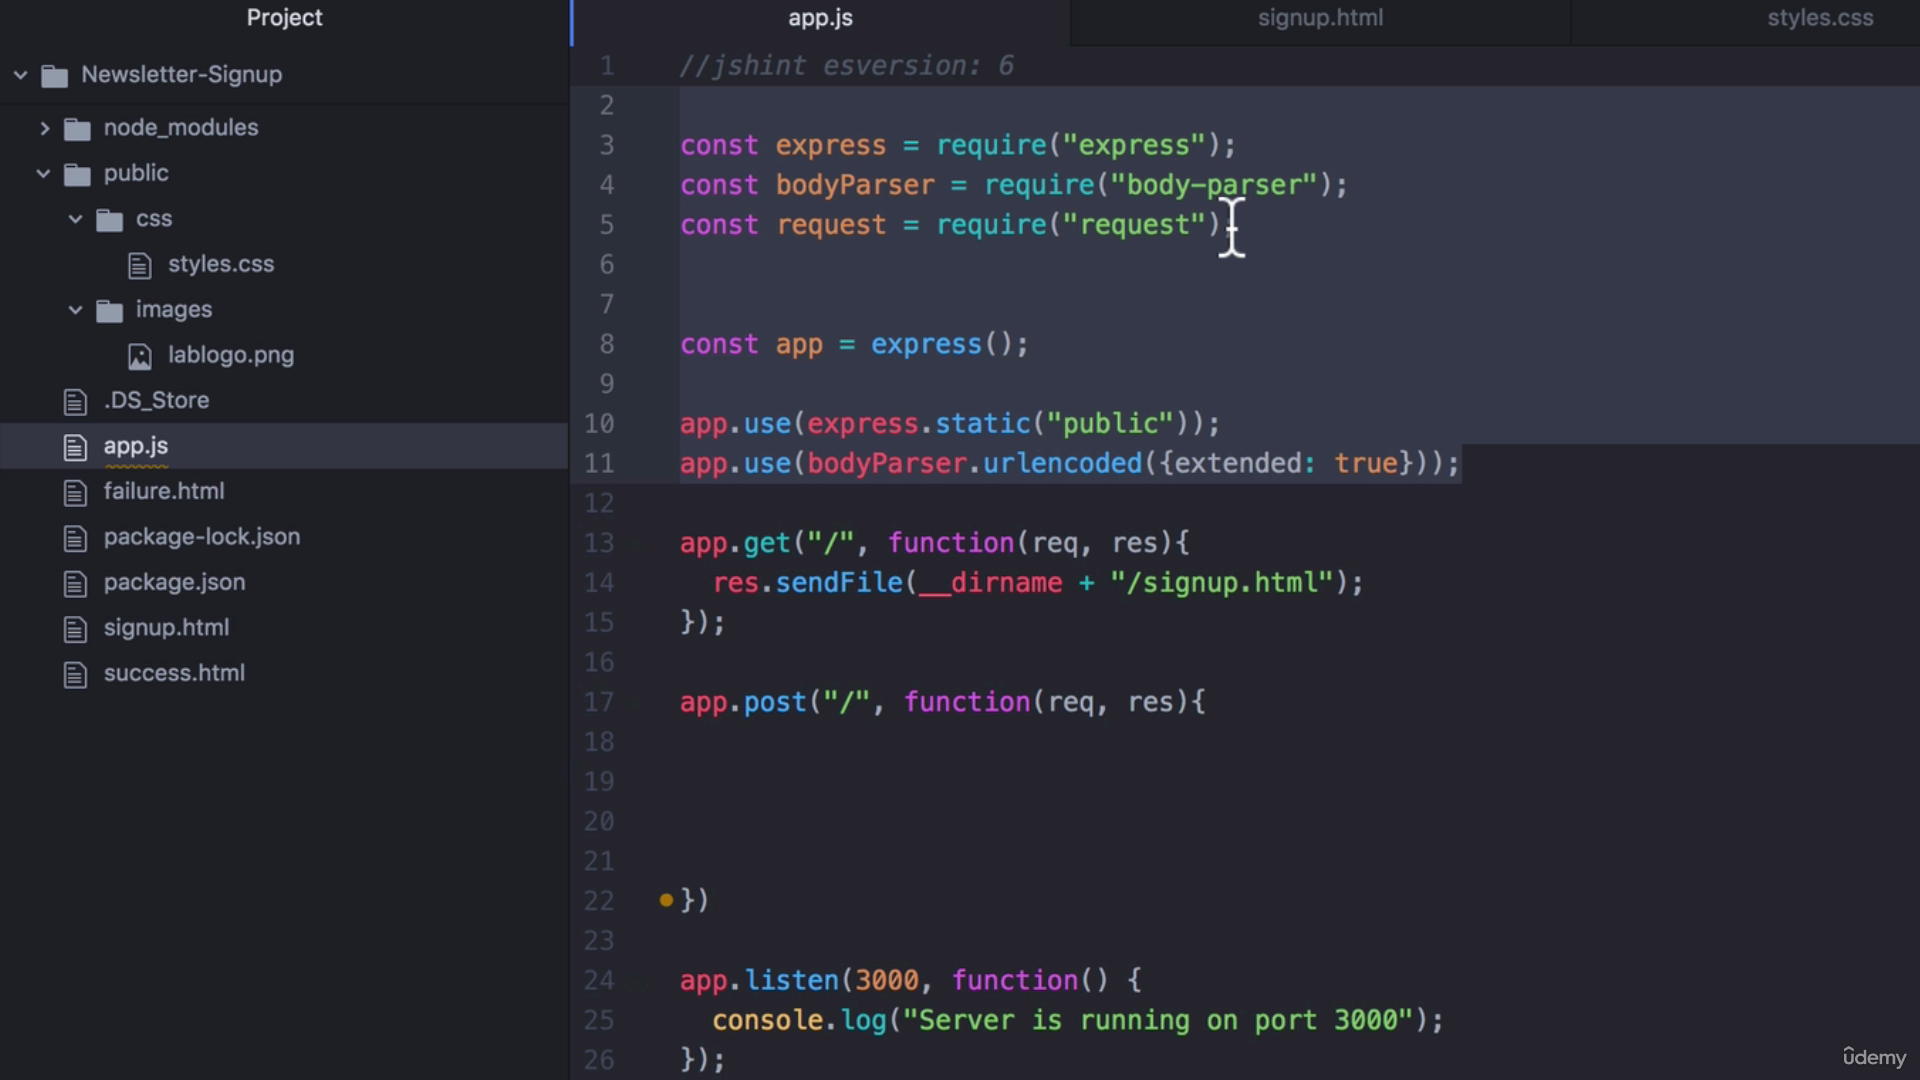 Project
Newsletter-Signup
node_modules
public
css
styles.css
images
lablogo.png
.DS_Store
app.js
failure.html
package-lock.json
package.json
signup.html
success.html
app.js
signup.html
styles.css
1 //jshint esversion: 6
2
3 const express = require("express");
4 const bodyParser = require("body-parser");
5 const request = require("request");
6
7
8 const app = express();
9
10 app.use(express.static("public"));
11 app.use(bodyParser.urlencoded({extended: true}));
12
13 app.get("/", function(req, res){
14 res.sendFile(__dirname + "/signup.html");
15 });
16
17 app.post("/", function(req, res){
18
19
20
21
22 })
23
24 app.listen(3000, function() {
25 console.log("Server is running on port 3000");
26 });
ûdemy